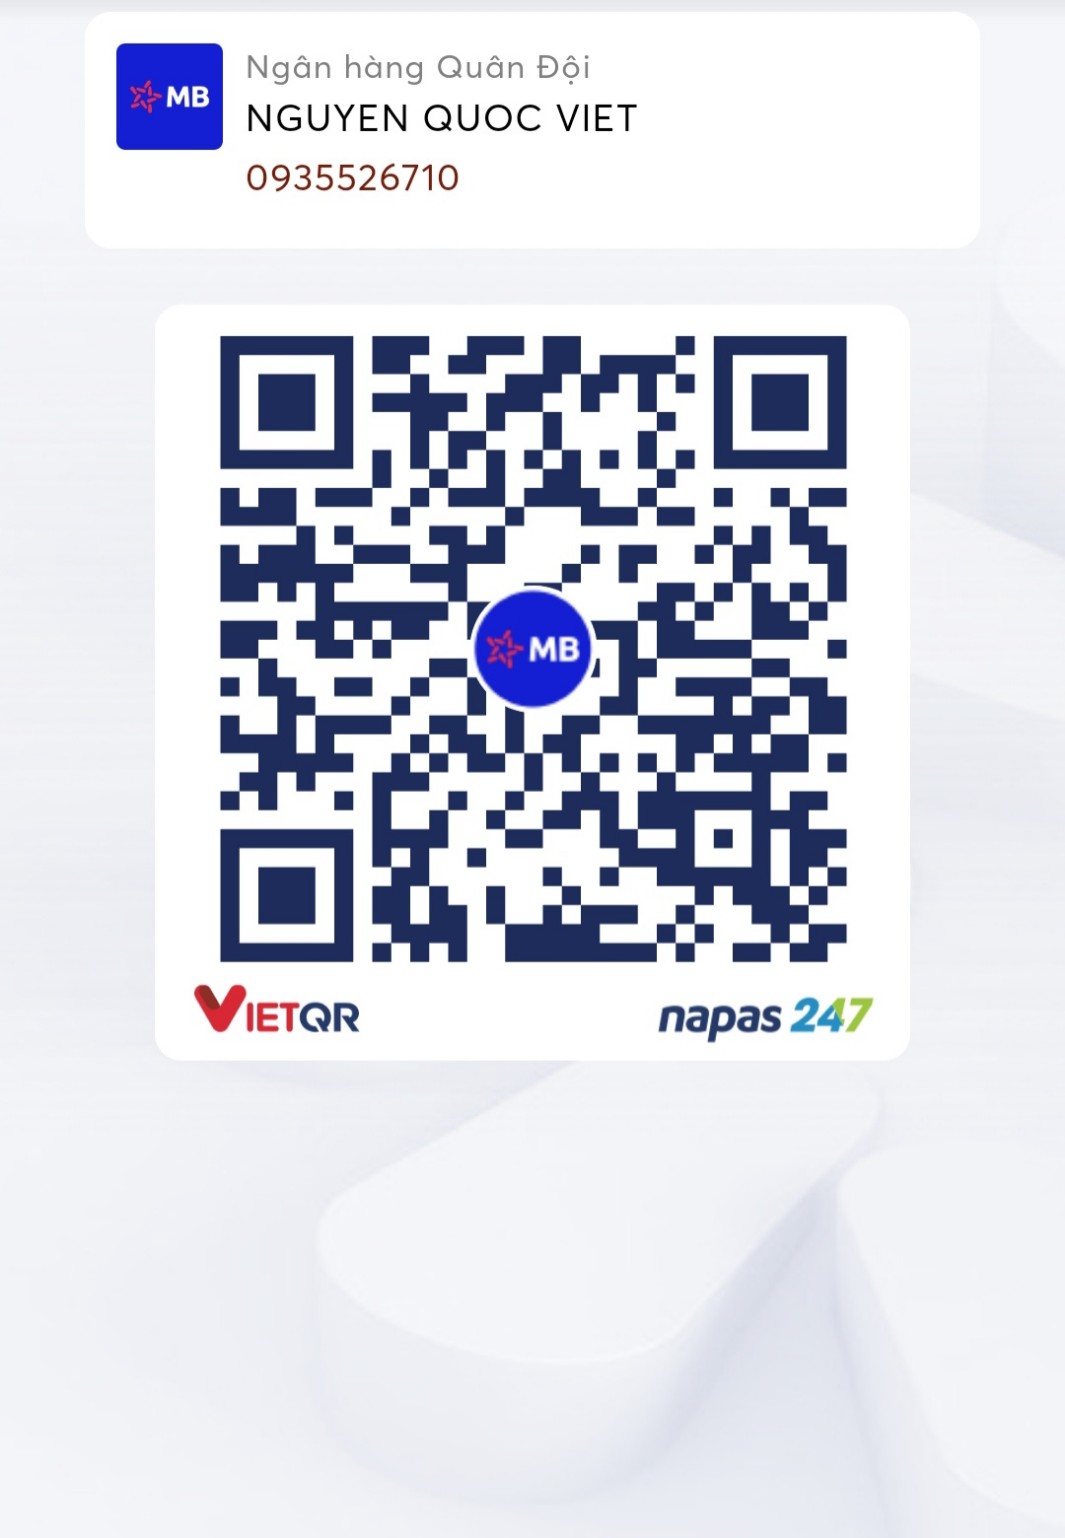 MB
Ngân hàng Quân Đội
NGUYEN QUOC VIET
0935526710
MB
VIETQR
napas 247